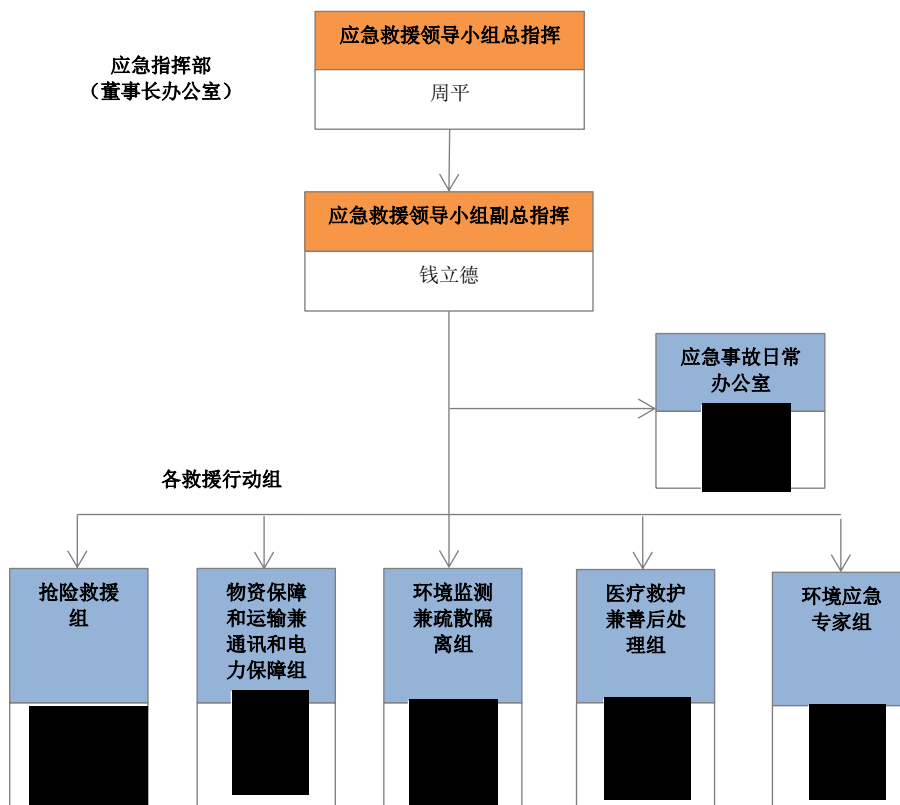 应急救援领导小组总指挥
应急指挥部
（董事长办公室）
周平
应急救援领导小组副总指挥
钱立德
应急事故日常
办公室
各救援行动组
抢险救援
组
物资保障
和运输兼
通讯和电
力保障组
环境监测
兼疏散隔
离组
医疗救护
兼善后处
理组
环境应急
专家组